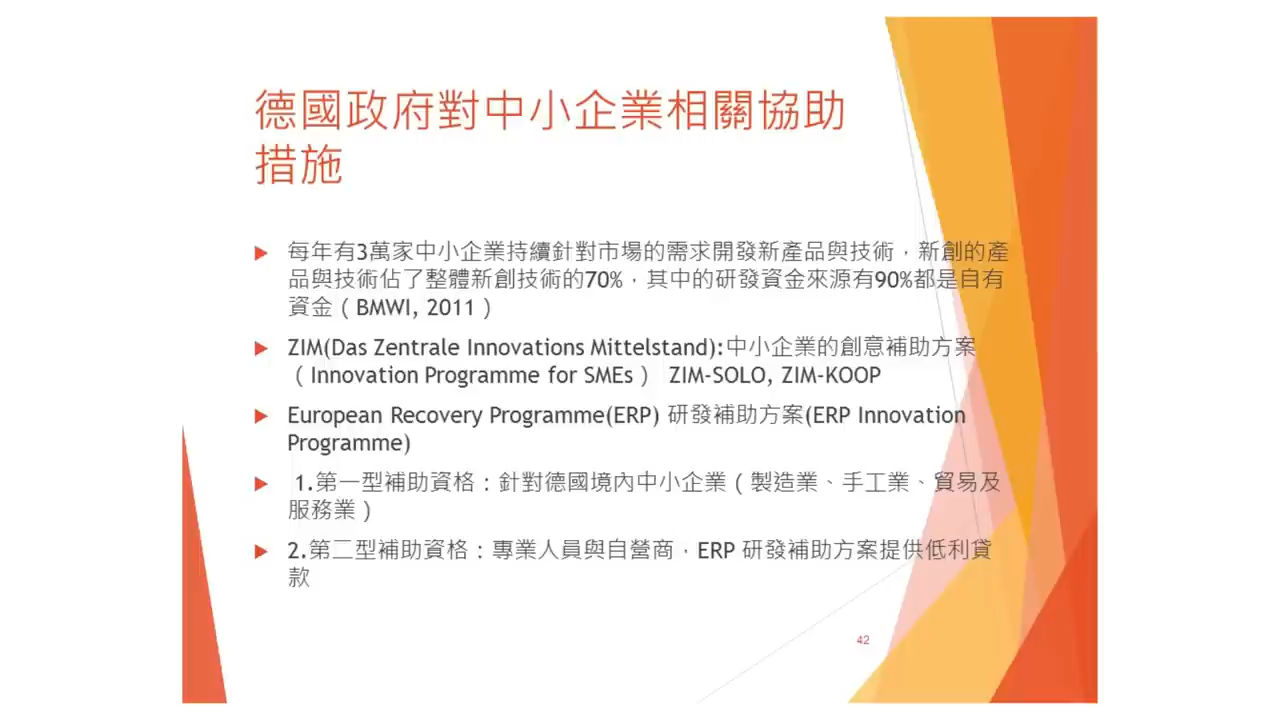 德國政府對中小企業相關協助
措施
每年有3萬家中小企業持續針對市場的需求開發新產品與技術，新創的產
品與技術佔了整體新創技術的70%，其中的研發資金來源有90%都是自有
資金（BMWI, 2011）
ZIM(Das Zentrale Innovations Mittelstand):中小企業的創意補助方案
（Innovation Programme for SMEs） ZIM-SOLO, ZIM-KOOP
European Recovery Programme(ERP) 研發補助方案(ERP Innovation
Programme)
1.第一型補助資格：針對德國境內中小企業（製造業、手工業、貿易及
服務業）
2.第二型補助資格：專業人員與自營商，ERP 研發補助方案提供低利貸
款
42